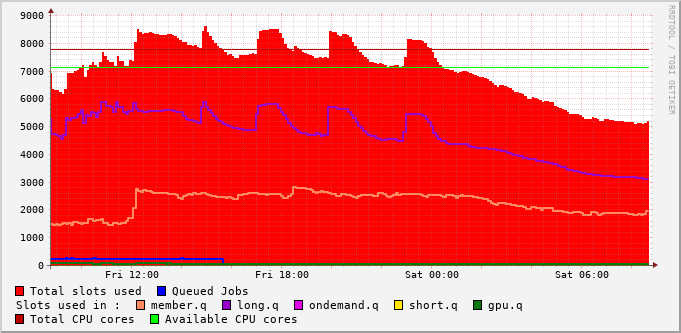 9000
8000
7000
6000
5000
4000
3000
2000
1000
0
Fri 12:00 Fri 18:00 Sat 00:00 Sat 06:00
Total slots used Queued Jobs
Slots used in : member.q long.q ondemand.q short.q gpu.q
Total CPU cores Available CPU cores
RRDTOOL / TOBI OETIKER